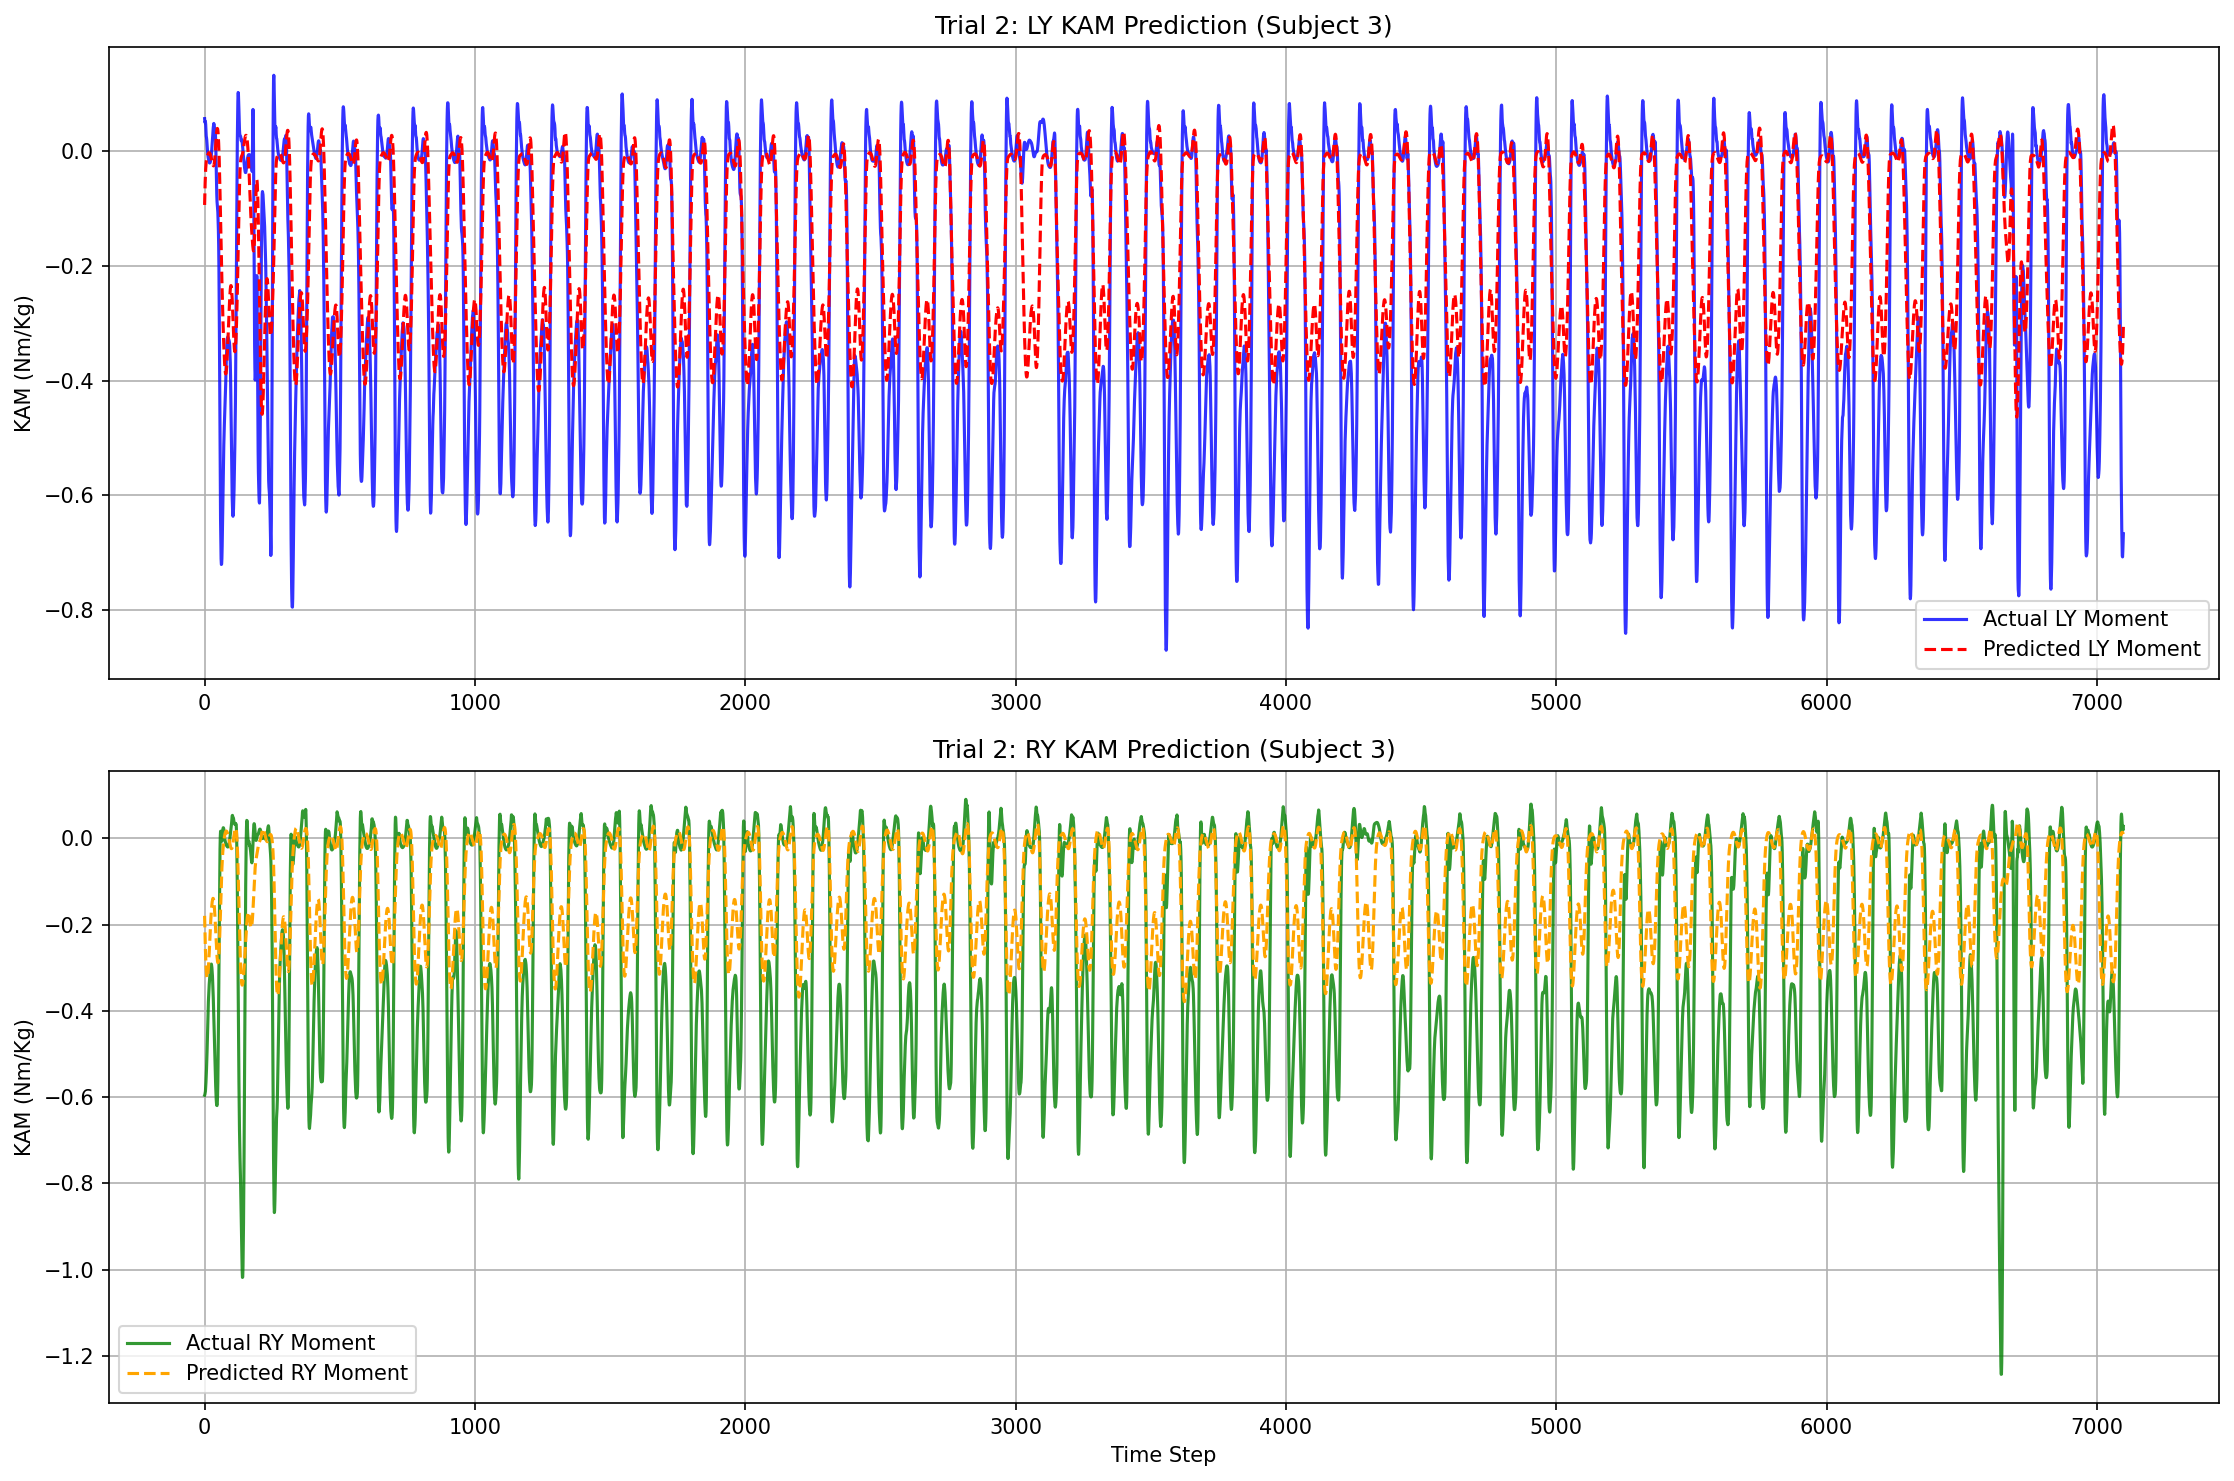 Trial 2: LY KAM Prediction (Subject 3)
KAM (Nm/Kg)
0.0
−0.2
−0.4
−0.6
−0.8
0 1000 2000 3000 4000 5000 6000 7000
Actual LY Moment
Predicted LY Moment
Trial 2: RY KAM Prediction (Subject 3)
KAM (Nm/Kg)
0.0
−0.2
−0.4
−0.6
−0.8
−1.0
−1.2
Actual RY Moment
Predicted RY Moment
0 1000 2000 3000 4000 5000 6000 7000
Time Step